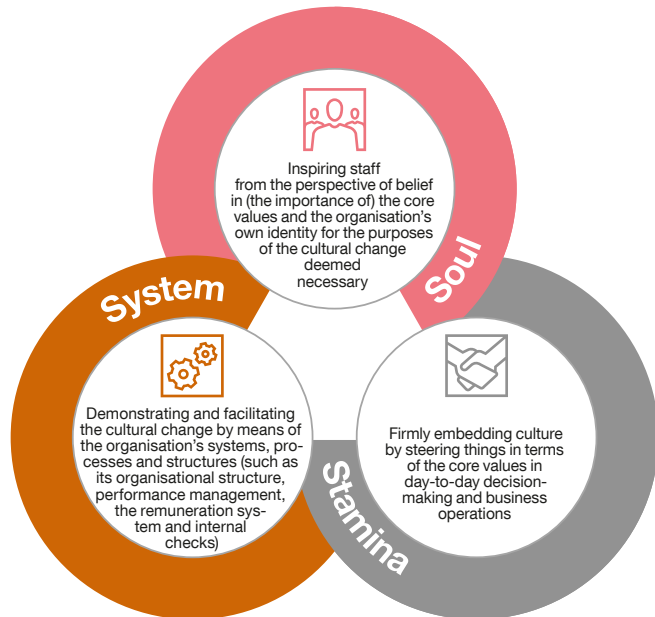 Inspiring staff
from the perspective of belief
in (the importance of) the core
values and the organisation's
own identity for the purposes
of the cultural change
deemed
necessary
Soul
System
Demonstrating and facilitating
the cultural change by means of
the organisation's systems, pro-
cesses and structures (such as
its organisational structure,
performance management,
the remuneration sys-
tem and internal
checks)
Firmly embedding culture
by steering things in terms
of the core values in
day-to-day decision-
making and business
operations
Stamina